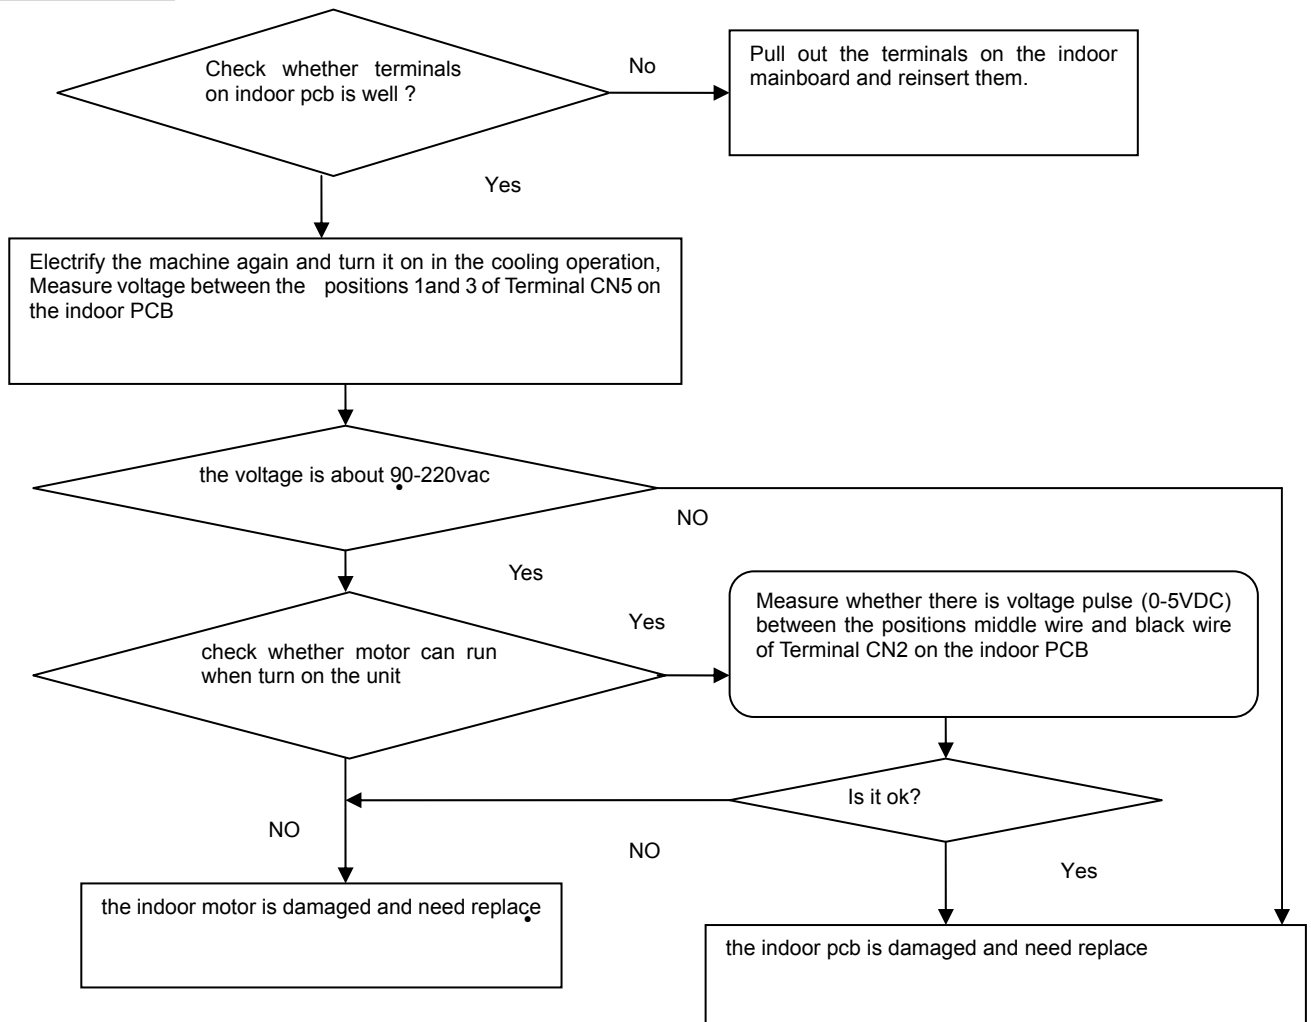 Check whether terminals
on indoor pcb is well ?
No
Pull out the terminals on the indoor
mainboard and reinsert them.
Yes
Electrify the machine again and turn it on in the cooling operation,
Measure voltage between the positions 1and 3 of Terminal CN5 on
the indoor PCB
the voltage is about 90-220vac
NO
Yes
check whether motor can run
when turn on the unit
Yes
Measure whether there is voltage pulse (0-5VDC)
between the positions middle wire and black wire
of Terminal CN2 on the indoor PCB
Is it ok?
NO
NO
Yes
the indoor motor is damaged and need replace
the indoor pcb is damaged and need replace